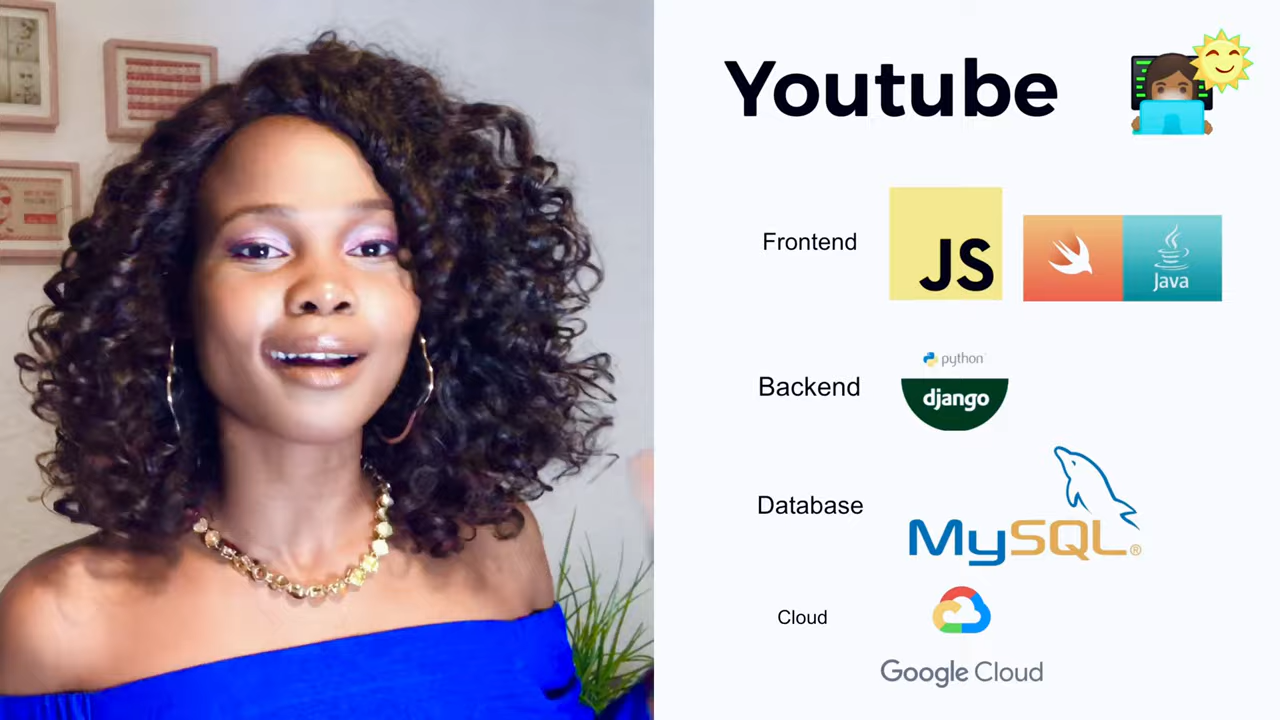 Youtube
Frontend
JS
Java
python
Backend
django
Database
MySQL®
Cloud
Google Cloud